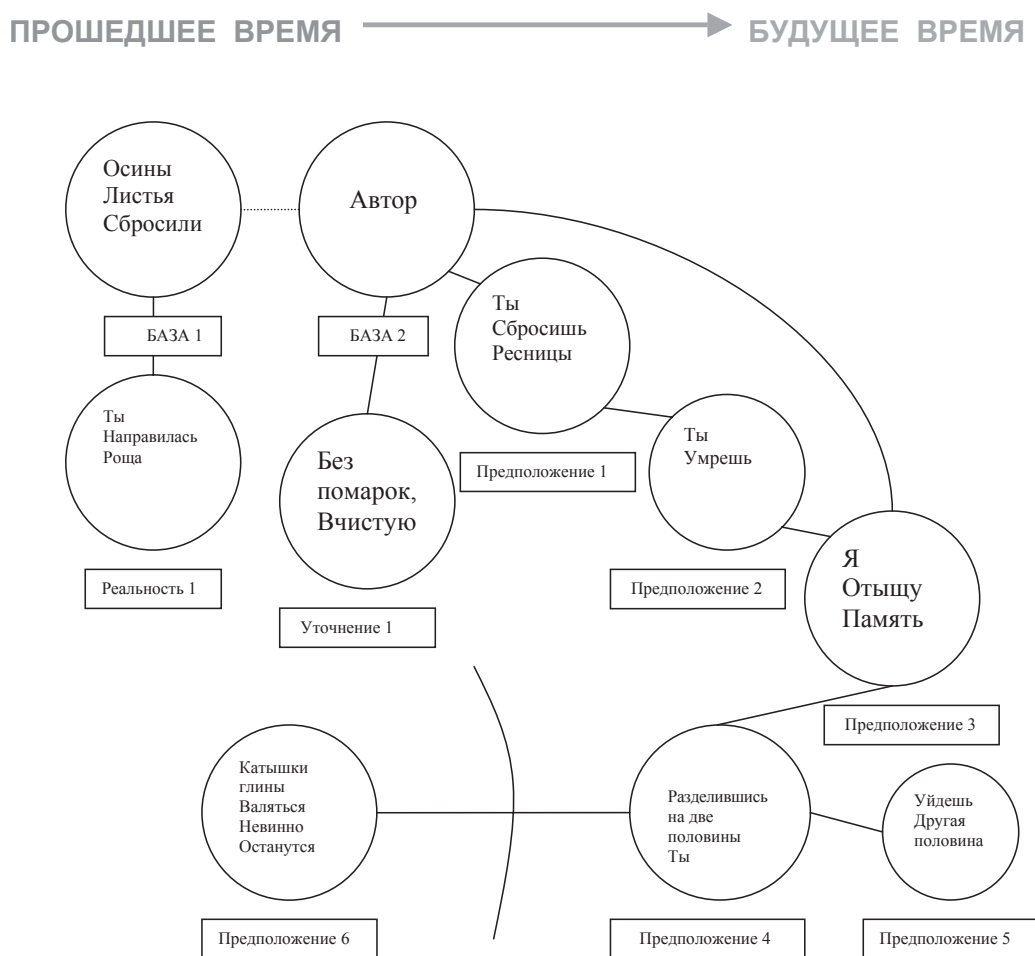 ПРОШЕДШЕЕ ВРЕМЯ
БУДУЩЕЕ ВРЕМЯ
Осины
Листья
Сбросили
Автор
БАЗА 1
БАЗА 2
Ты
Сбросишь
Ресницы
Ты
Направилась
Роща
Без
помарок,
Вчистую
Предположение 1
Ты
Умрешь
Реальность 1
Уточнение 1
Предположение 2
Я
Отыщу
Память
Предположение 3
Катышки
глины
Валяться
Невинно
Останутся
Разделившись
на две
половины
Ты
Уйдешь
Другая
половина
Предположение 6
Предположение 4
Предположение 5